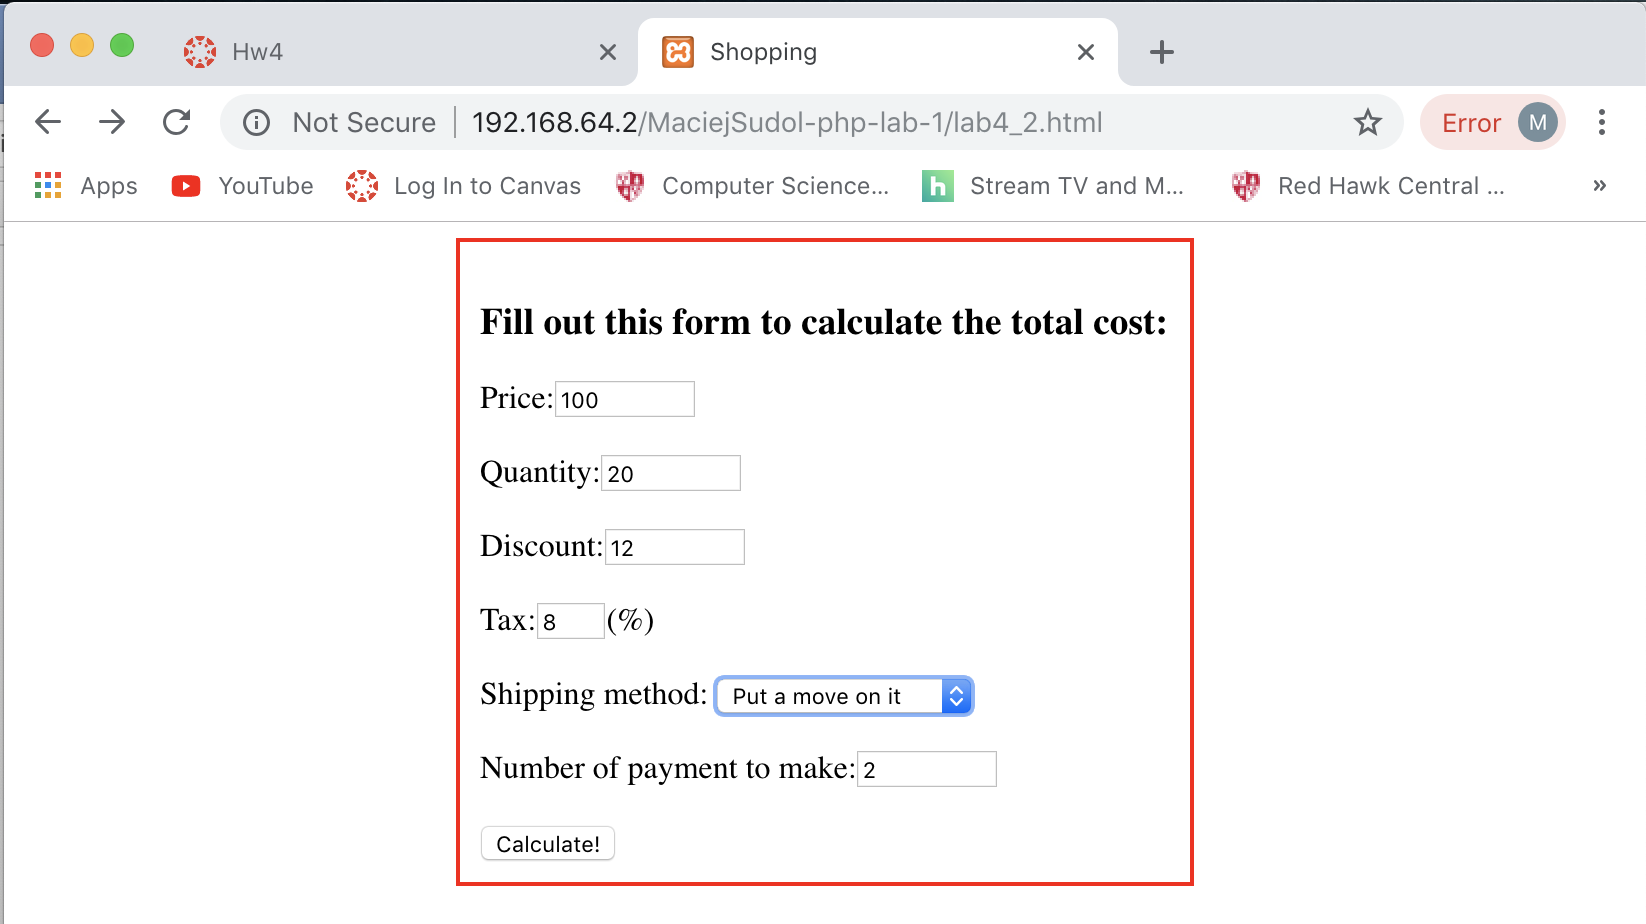 Hw4
Shopping
Not Secure 192.168.64.2/MaciejSudol-php-lab-1/lab4_2.html
Error M
Apps YouTube Log In to Canvas Computer Science... h Stream TV and M... Red Hawk Central ... »
Fill out this form to calculate the total cost:
Price: 100
Quantity: 20
Discount: 12
Tax: 8 (%)
Shipping method: Put a move on it
Number of payment to make: 2
Calculate!